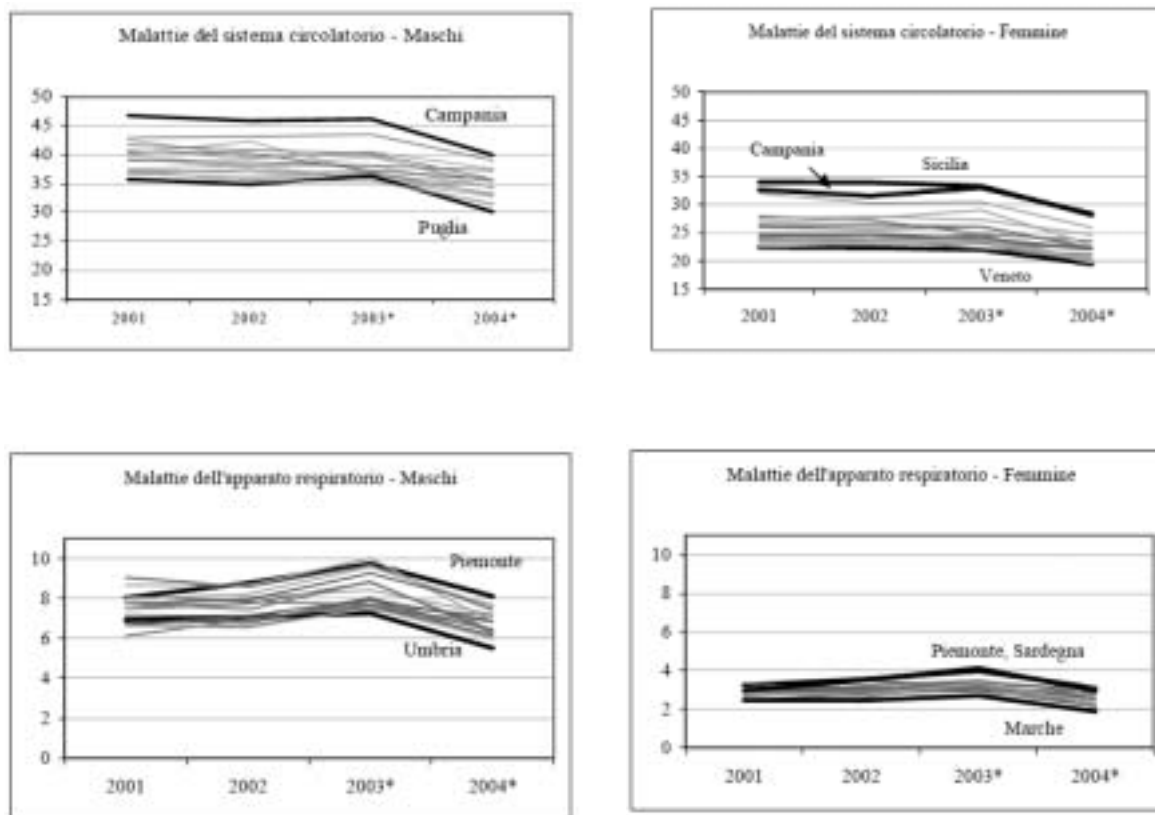 Malattie del sistema circolatorio - Maschi
50
45
40
35
30
25
20
15
Campania
Puglia
2001 2002 2003* 2004*
Malattie del sistema circolatorio - Femmine
50
45
40
35
30
25
20
15
Campania
Sicilia
Veneto
2001 2002 2003* 2004*
Malattie dell'apparato respiratorio - Maschi
10
8
6
4
2
0
Piemonte
Umbria
2001 2002 2003* 2004*
Malattie dell'apparato respiratorio - Femmine
10
8
6
4
2
0
Piemonte, Sardegna
Marche
2001 2002 2003* 2004*